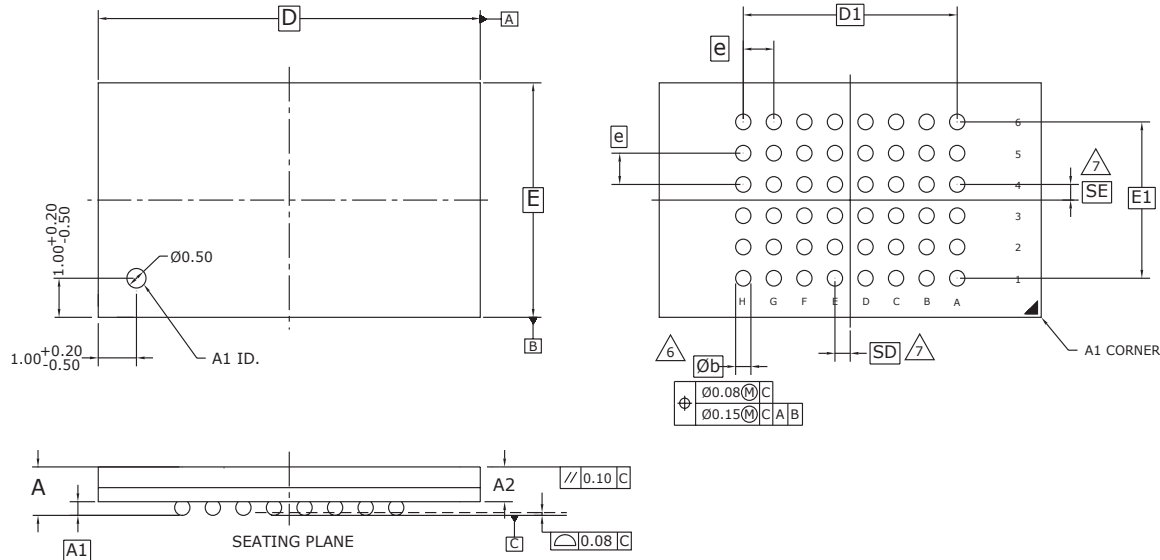 D
A
D1
e
e
6
5
7
4
SE
E
E1
3
2
1
H G F E D C B A
1.00+0.20
-0.50
Ø0.50
B
A1 ID.
1.00+0.20
-0.50
6
Øb
SD
7
A1 CORNER
Ø0.08 M C
Ø0.15 M C A B
A
A2
// 0.10 C
A1
SEATING PLANE
C
0.08 C